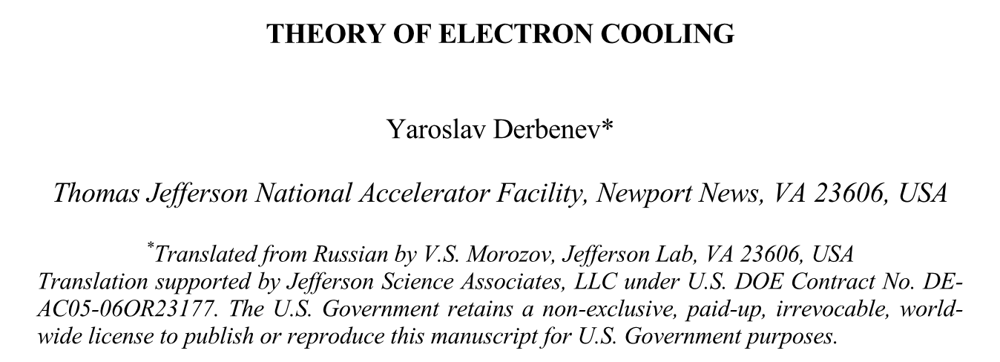 THEORY OF ELECTRON COOLING
Yaroslav Derbenev*
Thomas Jefferson National Accelerator Facility, Newport News, VA 23606, USA
*Translated from Russian by V.S. Morozov, Jefferson Lab, VA 23606, USA
Translation supported by Jefferson Science Associates, LLC under U.S. DOE Contract No. DE-
AC05-06OR23177. The U.S. Government retains a non-exclusive, paid-up, irrevocable, world-
wide license to publish or reproduce this manuscript for U.S. Government purposes.